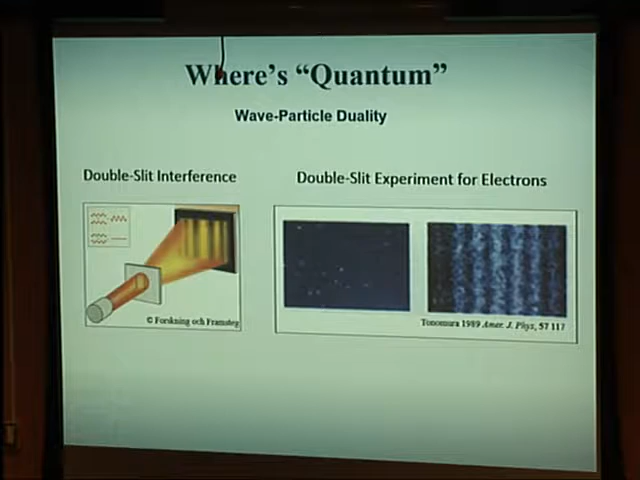 Where's “Quantum”
Wave-Particle Duality
Double-Slit Interference
Double-Slit Experiment for Electrons
© Forskning och Framsteg
Tonomura 1989 Amer. J. Phys, 57 117